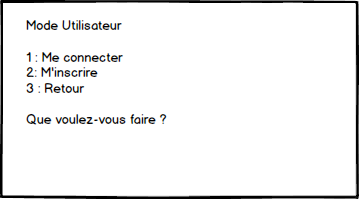 Mode Utilisateur
1 : Me connecter
2: M'inscrire
3 : Retour
Que voulez-vous faire ?